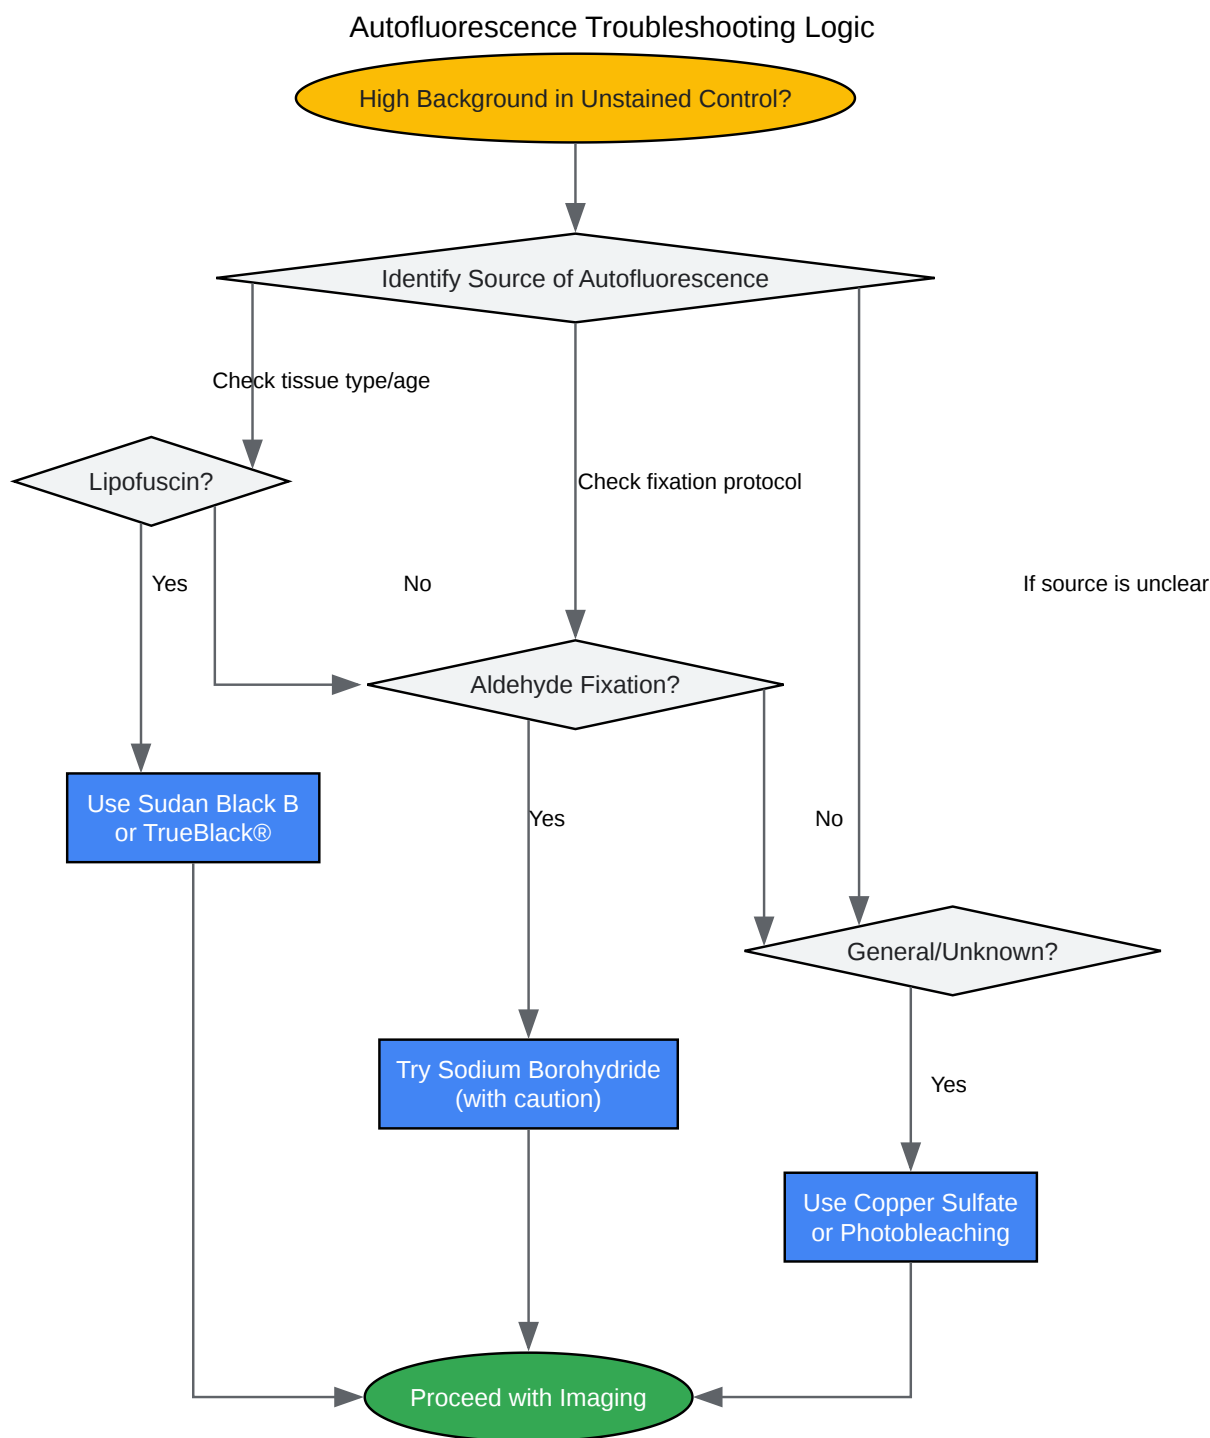 Autofluorescence Troubleshooting Logic
High Background in Unstained Control?
Identify Source of Autofluorescence
Check tissue type/age
Lipofuscin?
Check fixation protocol
Yes
No
If source is unclear
Aldehyde Fixation?
Use Sudan Black B
or TrueBlack®
Yes
No
General/Unknown?
Try Sodium Borohydride
(with caution)
Yes
Use Copper Sulfate
or Photobleaching
Proceed with Imaging